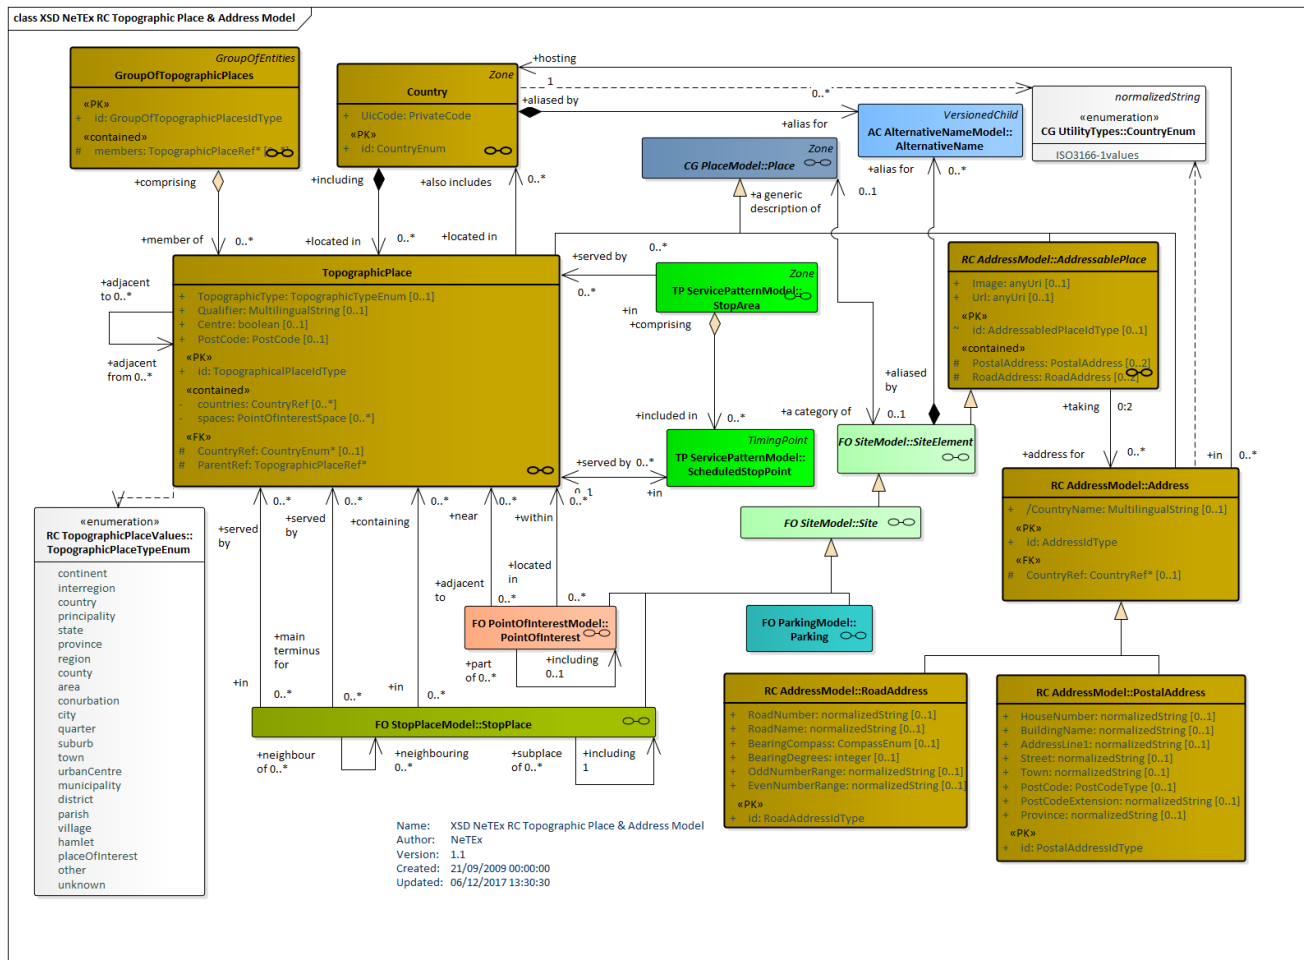 class XSD NeTEx RC Topographic Place & Address Model
GroupOfEntities
GroupOfTopographicPlaces
«PK»
+ id: GroupOfTopographicPlacesIdType
«contained»
# members: TopographicPlaceRef* [0..*]
+comprising
+member of
0..*
Zone
Country
+ UicCode: PrivateCode
«PK»
+ id: CountryEnum
+including
+also includes
0..*
+located in
0..*
+located in
+hosting
1
+aliased by
0..*
+alias for
VersionedChild
AC AlternativeNameModel::
AlternativeName
+alias for
0..*
normalizedString
«enumeration»
CG UtilityTypes::CountryEnum
ISO3166-1values
Zone
CG PlaceModel::Place
0..1
+a generic
description of
TopographicPlace
+ TopographicType: TopographicTypeEnum [0..1]
+ Qualifier: MultilingualString [0..1]
+ Centre: boolean [0..1]
+ PostCode: PostCode [0..1]
«PK»
+ id: TopographicalPlaceIdType
«contained»
- countries: CountryRef [0..*]
- spaces: PointOfInterestSpace [0..*]
«FK»
# CountryRef: CountryEnum* [0..1]
# ParentRef: TopographicPlaceRef*
+adjacent
to 0..*
+adjacent
from 0..*
+served by
0..*
0..*
Zone
TP ServicePatternModel::
StopArea
+in
+comprising
+included in
0..*
TimingPoint
TP ServicePatternModel::
ScheduledStopPoint
+served by 0..*
0..1
+in
RC AddressModel::AddressablePlace
+ Image: anyUri [0..1]
+ Url: anyUri [0..1]
«PK»
~ id: AddressabledPlaceIdType [0..1]
«contained»
# PostalAddress: PostalAddress [0..2]
# RoadAddress: RoadAddress [0..2]
+aliased
by
+a category of
0..1
FO SiteModel::SiteElement
+taking
0:2
+address for
0..*
+in
0..*
RC AddressModel::Address
+ /CountryName: MultilingualString [0..1]
«PK»
+ id: AddressIdType
«FK»
# CountryRef: CountryRef* [0..1]
FO SiteModel::Site
«enumeration»
RC TopographicPlaceValues::
TopographicPlaceTypeEnum
continent
interregion
country
principality
state
province
region
county
area
conurbation
city
quarter
suburb
town
urbanCentre
municipality
district
parish
village
hamlet
placeOfInterest
other
unknown
0..*
+served
by
0..*
+served
by
0..*
+containing
0..*
+near
0..*
+within
+adjacent
to
0..*
+located
in
0..*
FO PointOfInterestModel::
PointOfInterest
+part
of 0..*
+including
0..1
FO ParkingModel::
Parking
+in
+main
terminus
for
0..*
0..*
+in
0..*
FO StopPlaceModel::StopPlace
+neighbour
of 0..*
+neighbouring
0..*
+subplace
of 0..*
+including
1
RC AddressModel::RoadAddress
+ RoadNumber: normalizedString [0..1]
+ RoadName: normalizedString [0..1]
+ BearingCompass: CompassEnum [0..1]
+ BearingDegrees: integer [0..1]
+ OddNumberRange: normalizedString [0..1]
+ EvenNumberRange: normalizedString [0..1]
«PK»
+ id: RoadAddressIdType
RC AddressModel::PostalAddress
+ HouseNumber: normalizedString [0..1]
+ BuildingName: normalizedString [0..1]
+ AddressLine1: normalizedString [0..1]
+ Street: normalizedString [0..1]
+ Town: normalizedString [0..1]
+ PostCode: PostCodeType [0..1]
+ PostCodeExtension: normalizedString [0..1]
+ Province: normalizedString [0..1]
«PK»
+ id: PostalAddressIdType
Name: XSD NeTEx RC Topographic Place & Address Model
Author: NeTEx
Version: 1.1
Created: 21/09/2009 00:00:00
Updated: 06/12/2017 13:30:30